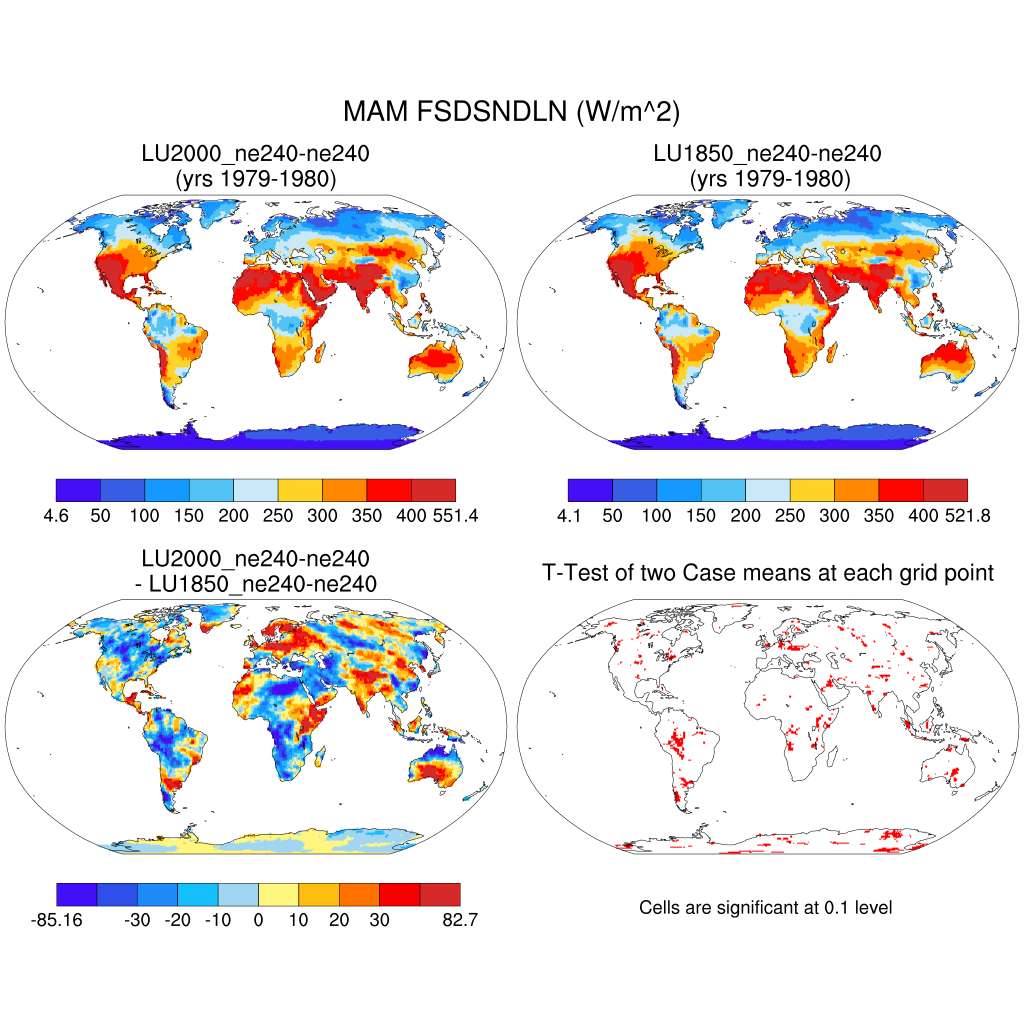 MAM FSDSNDLN (W/m^2)
LU2000_ne240-ne240
(yrs 1979-1980)
LU1850_ne240-ne240
(yrs 1979-1980)
4.6 50 100 150 200 250 300 350 400 551.4
4.1 50 100 150 200 250 300 350 400 521.8
LU2000_ne240-ne240
- LU1850_ne240-ne240
T-Test of two Case means at each grid point
-85.16 -30 -20 -10 0 10 20 30 82.7
Cells are significant at 0.1 level